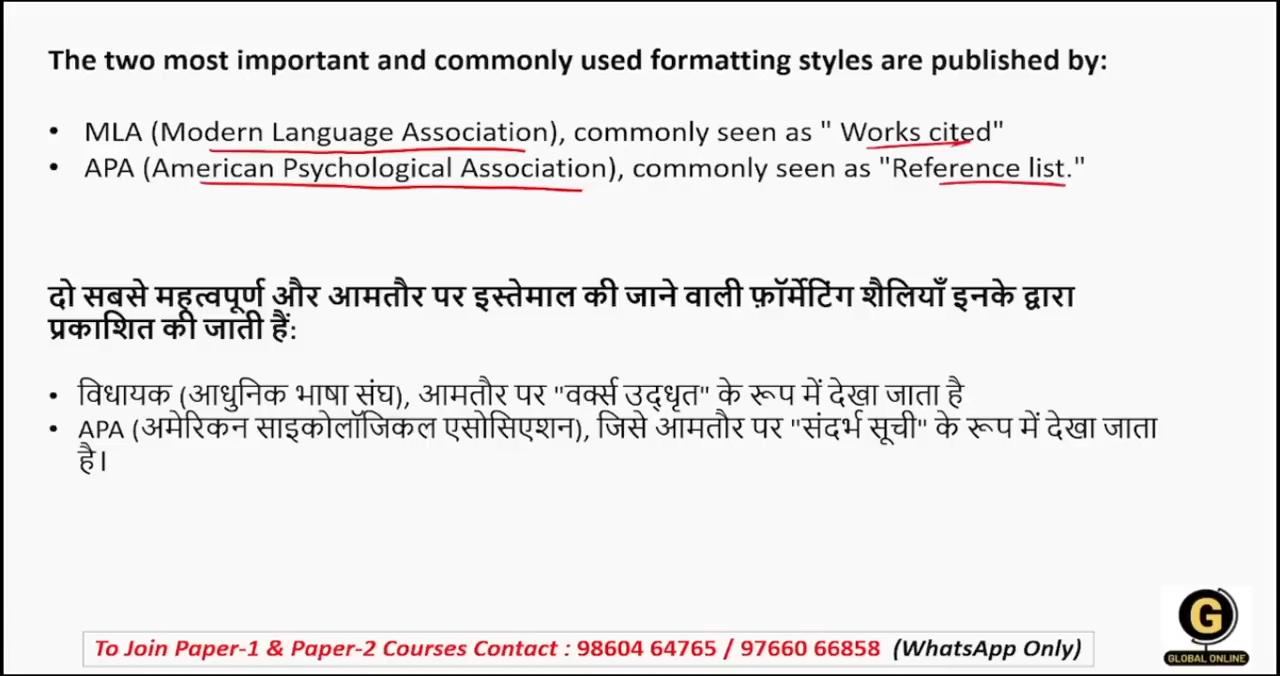 The two most important and commonly used formatting styles are published by:
• MLA (Modern Language Association), commonly seen as " Works cited"
• APA (American Psychological Association), commonly seen as "Reference list."
दो सबसे महत्वपूर्ण और आमतौर पर इस्तेमाल की जाने वाली फ़ॉर्मेटिंग शैलियाँ इनके द्वारा
प्रकाशित की जाती हैं:
• विधायक (आधुनिक भाषा संघ), आमतौर पर "वर्क्स उद्धृत" के रूप में देखा जाता है
• APA (अमेरिकन साइकोलॉजिकल एसोसिएशन), जिसे आमतौर पर "संदर्भ सूची" के रूप में देखा जाता
है।
To Join Paper-1 & Paper-2 Courses Contact : 98604 64765 / 97660 66858 (WhatsApp Only)
G
GLOBAL ONLINE